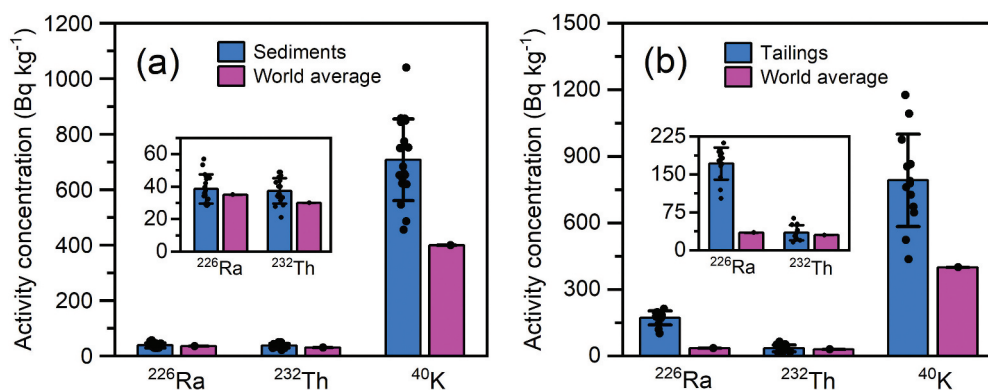 Activity concentration (Bq kg⁻¹)
1200
1000
800
600
400
200
0
(a)
Sediments
World average
60
40
20
0
²²⁶Ra
²³²Th
²²⁶Ra
²³²Th
⁴⁰K
Activity concentration (Bq kg⁻¹)
1500
1200
900
600
300
0
(b)
Tailings
World average
225
150
75
0
²²⁶Ra
²³²Th
²²⁶Ra
²³²Th
⁴⁰K